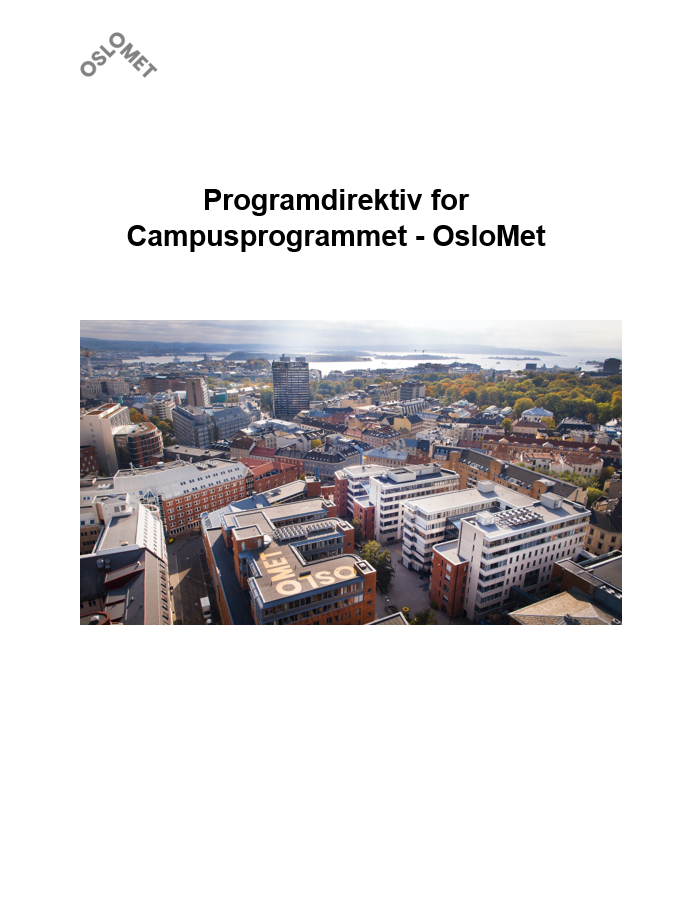 OSLOMET
Programdirektiv for
Campusprogrammet - OsloMet
OSLO
MET